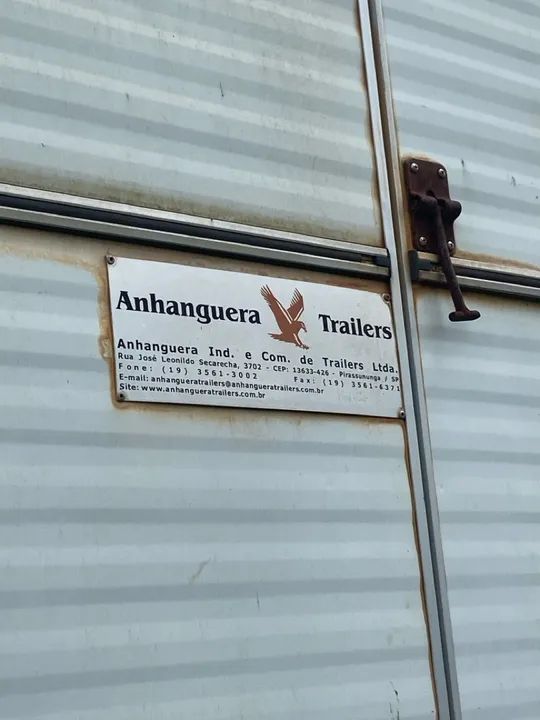 Anhanguera Trailers
Anhanguera Ind. e Com. de Trailers Ltda.
Rua José Leonildo Secarecha, 3702 - CEP: 13633-426 - Pirassununga / SP
Fone: (19) 3561-3002 Fax: (19) 3561-6371
E-mail: anhangueratrailers@anhangueratrailers.com.br
Site: www.anhangueratrailers.com.br